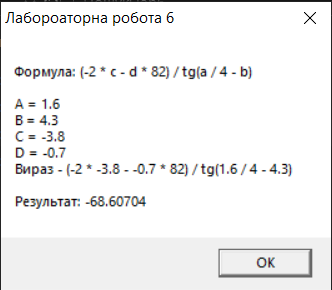 Лабороаторна робота 6
Формула: (-2 * c - d * 82) / tg(a / 4 - b)
A = 1.6
B = 4.3
C = -3.8
D = -0.7
Вираз - (-2 * -3.8 - -0.7 * 82) / tg(1.6 / 4 - 4.3)
Результат: -68.60704
OK